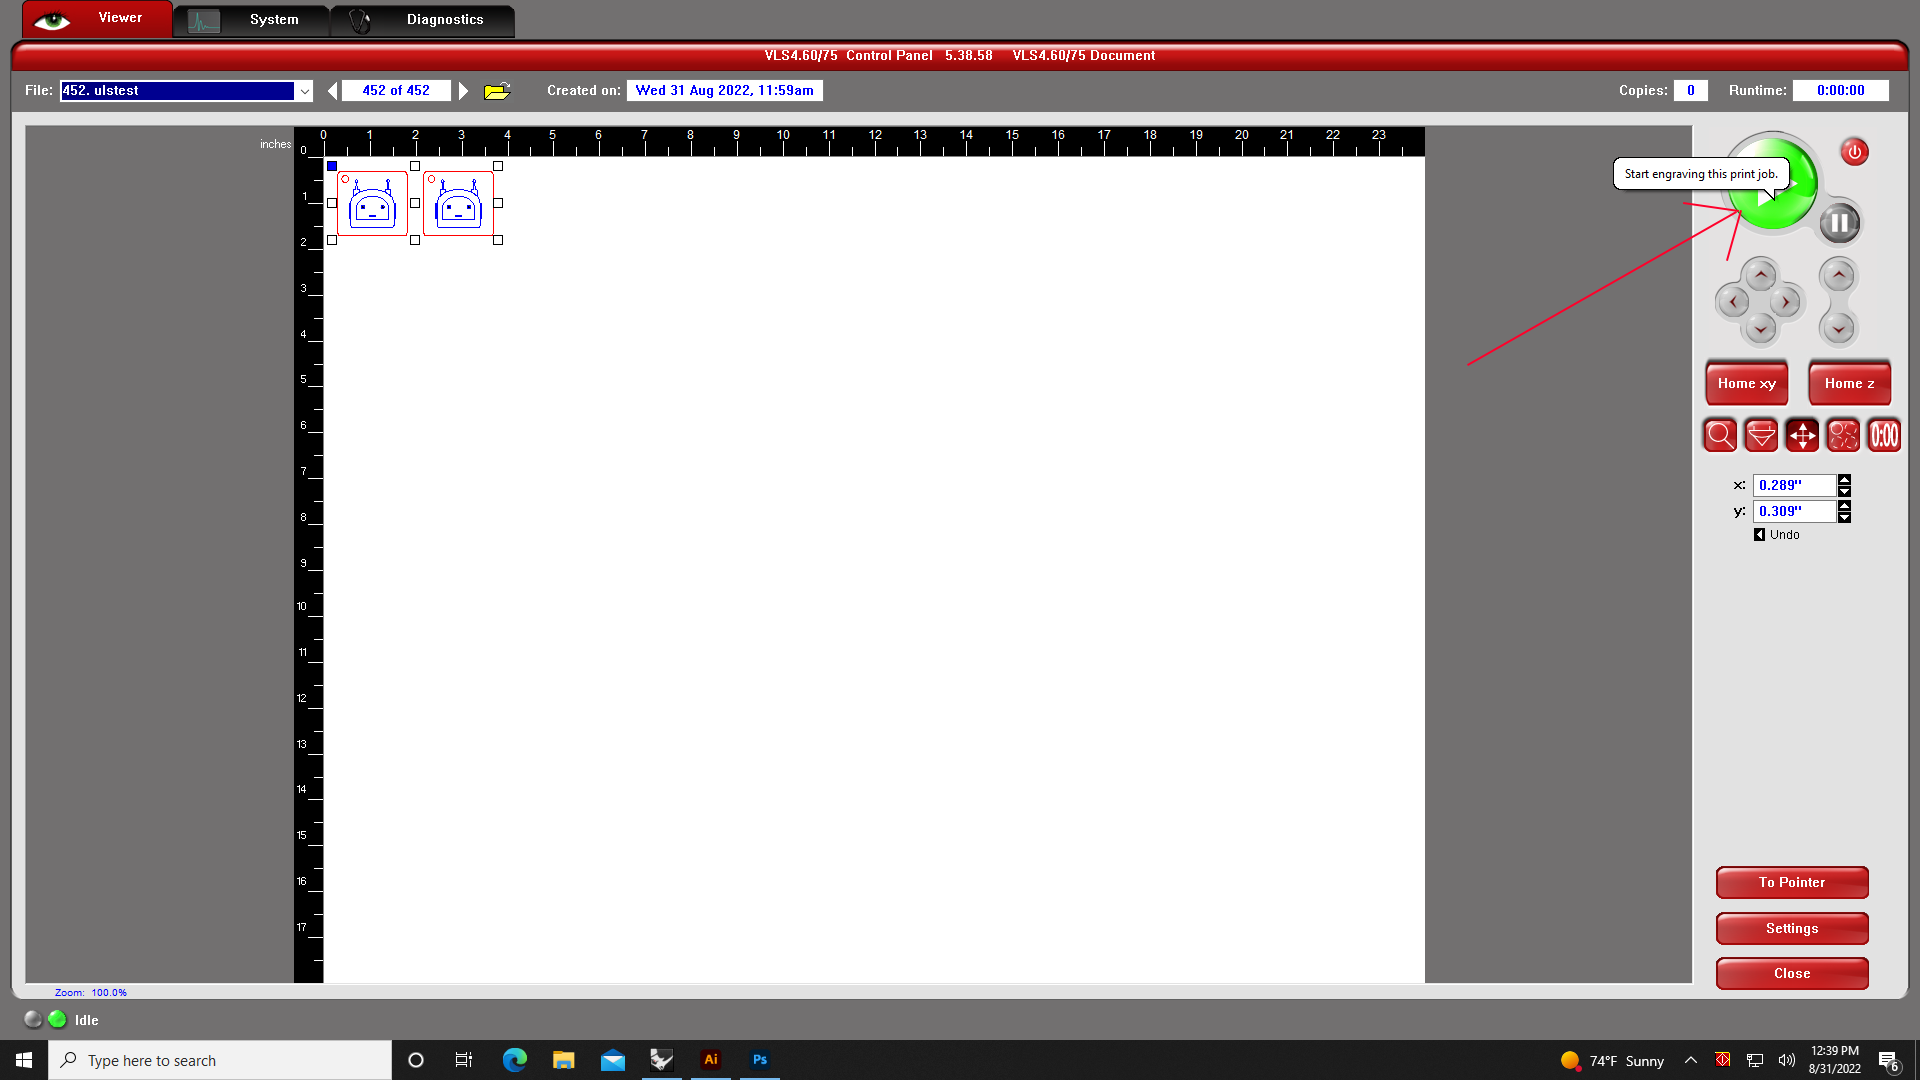 Viewer
System
Diagnostics
VLS4.60/75 Control Panel 5.38.58 VLS4.60/75 Document
File: 452. ulstest 452 of 452 Created on: Wed 31 Aug 2022, 11:59am Copies: 0 Runtime: 0:00:00
inches
0 1 2 3 4 5 6 7 8 9 10 11 12 13 14 15 16 17 18 19 20 21 22 23
0
1
2
3
4
5
6
7
8
9
10
11
12
13
14
15
16
17
Start engraving this print job.
Home xy Home z
0:00
x: 0.289"
y: 0.309"
Undo
To Pointer
Settings
Close
Zoom: 100.0%
Idle
Type here to search
Ai
Ps
74°F Sunny
12:39 PM
8/31/2022
6